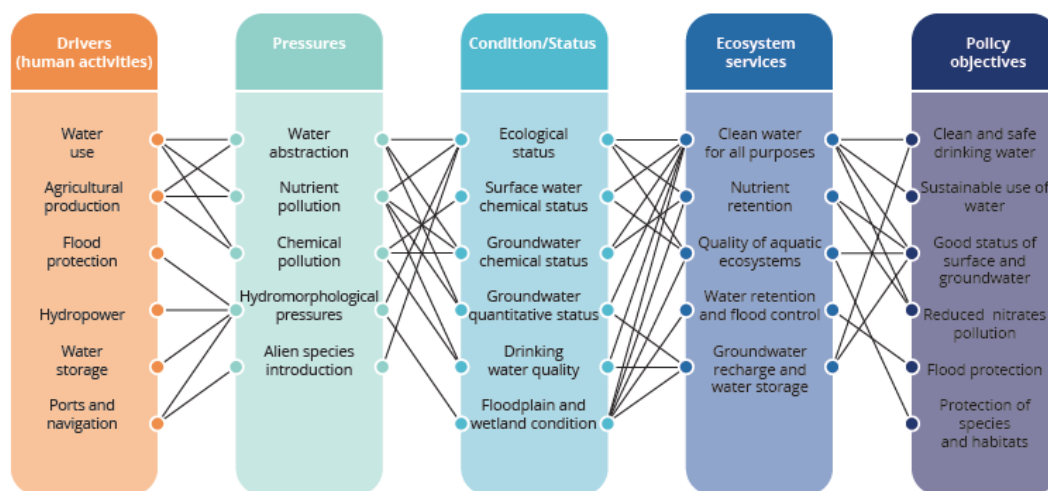 Drivers
(human activities)
Water
use
Agricultural
production
Flood
protection
Hydropower
Water
storage
Ports and
navigation
Pressures
Water
abstraction
Nutrient
pollution
Chemical
pollution
Hydromorphological
pressures
Alien species
introduction
Condition/Status
Ecological
status
Surface water
chemical status
Groundwater
chemical status
Groundwater
quantitative status
Drinking
water quality
Floodplain and
wetland condition
Ecosystem
services
Clean water
for all purposes
Nutrient
retention
Quality of aquatic
ecosystems
Water retention
and flood control
Groundwater
recharge and
water storage
Policy
objectives
Clean and safe
drinking water
Sustainable use of
water
Good status of
surface and
groundwater
Reduced nitrates
pollution
Flood protection
Protection of
species
and habitats